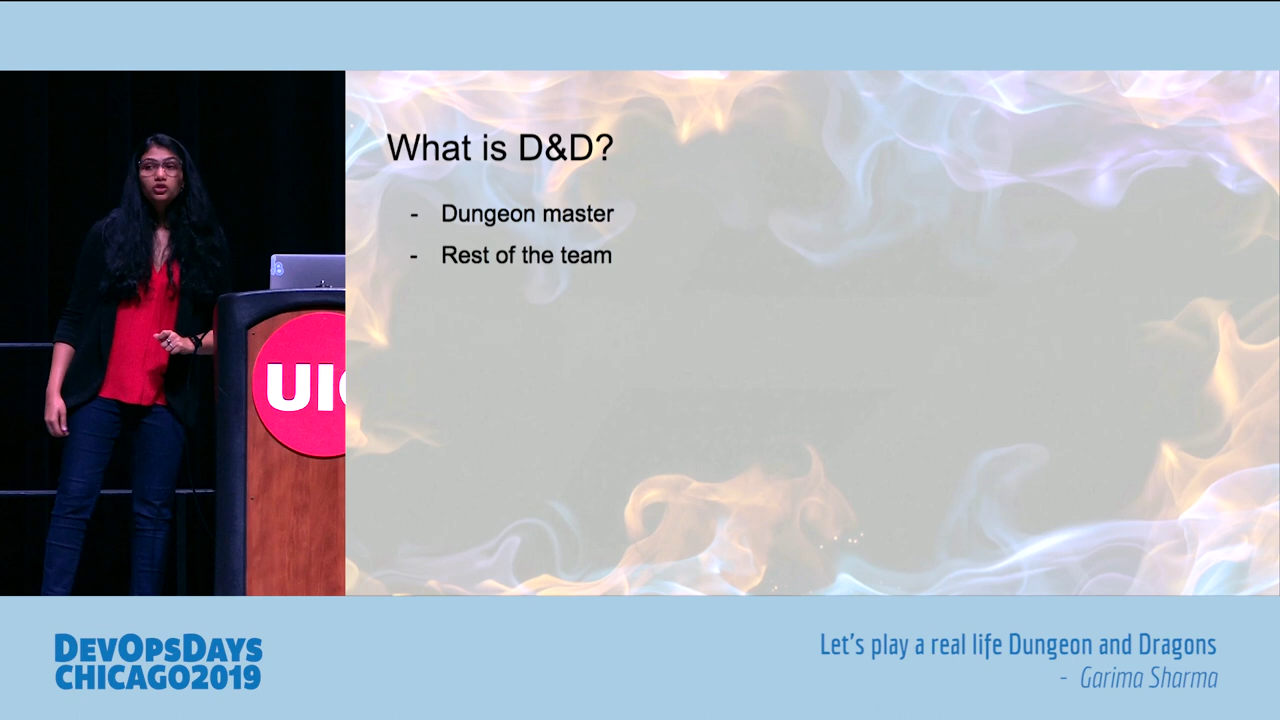 What is D&D?
- Dungeon master
- Rest of the team
UI
DevOpsDays
CHICAGO2019
Let's play a real life Dungeon and Dragons
- Garima Sharma